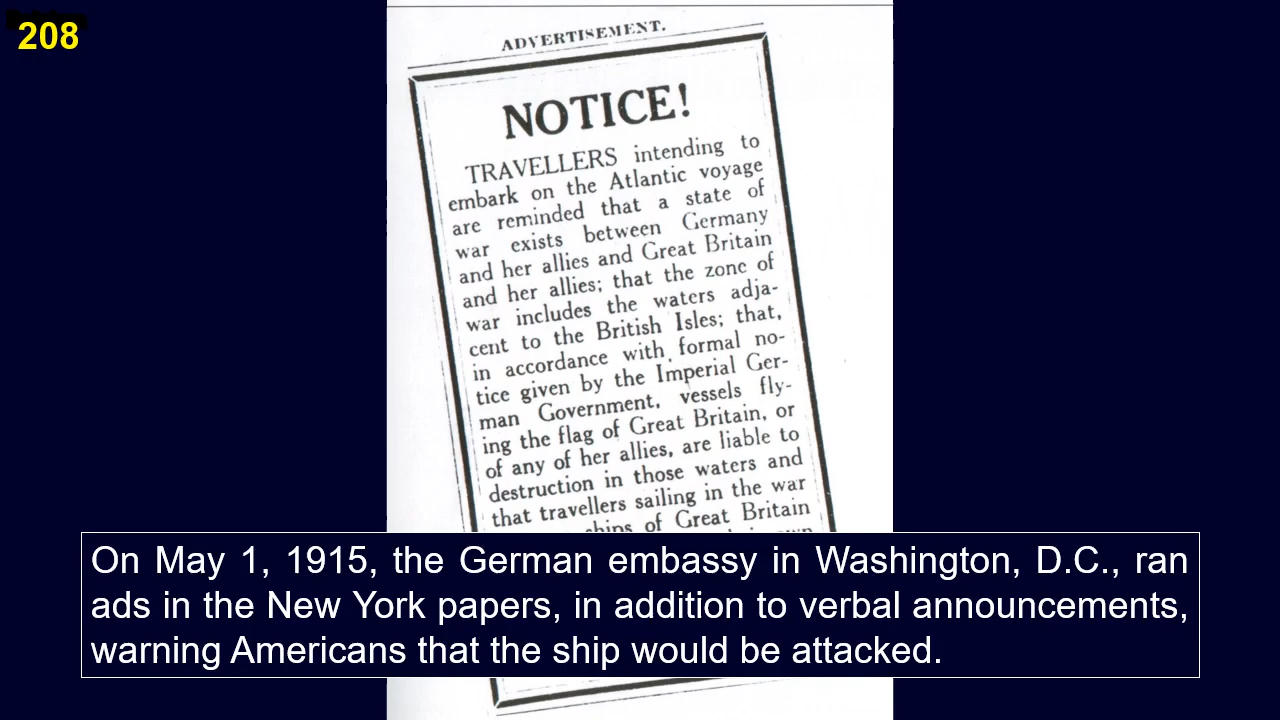 208
ADVERTISEMENT.
NOTICE!
TRAVELLERS intending to
embark on the Atlantic voyage
are reminded that a state of
war exists between Germany
and her allies and Great Britain
and her allies; that the zone of
war includes the waters adja-
cent to the British Isles; that,
in accordance with formal no-
tice given by the Imperial Ger-
man Government, vessels fly-
ing the flag of Great Britain, or
of any of her allies, are liable to
destruction in those waters and
that travellers sailing in the war
ships of Great Britain
On May 1, 1915, the German embassy in Washington, D.C., ran
ads in the New York papers, in addition to verbal announcements,
warning Americans that the ship would be attacked.